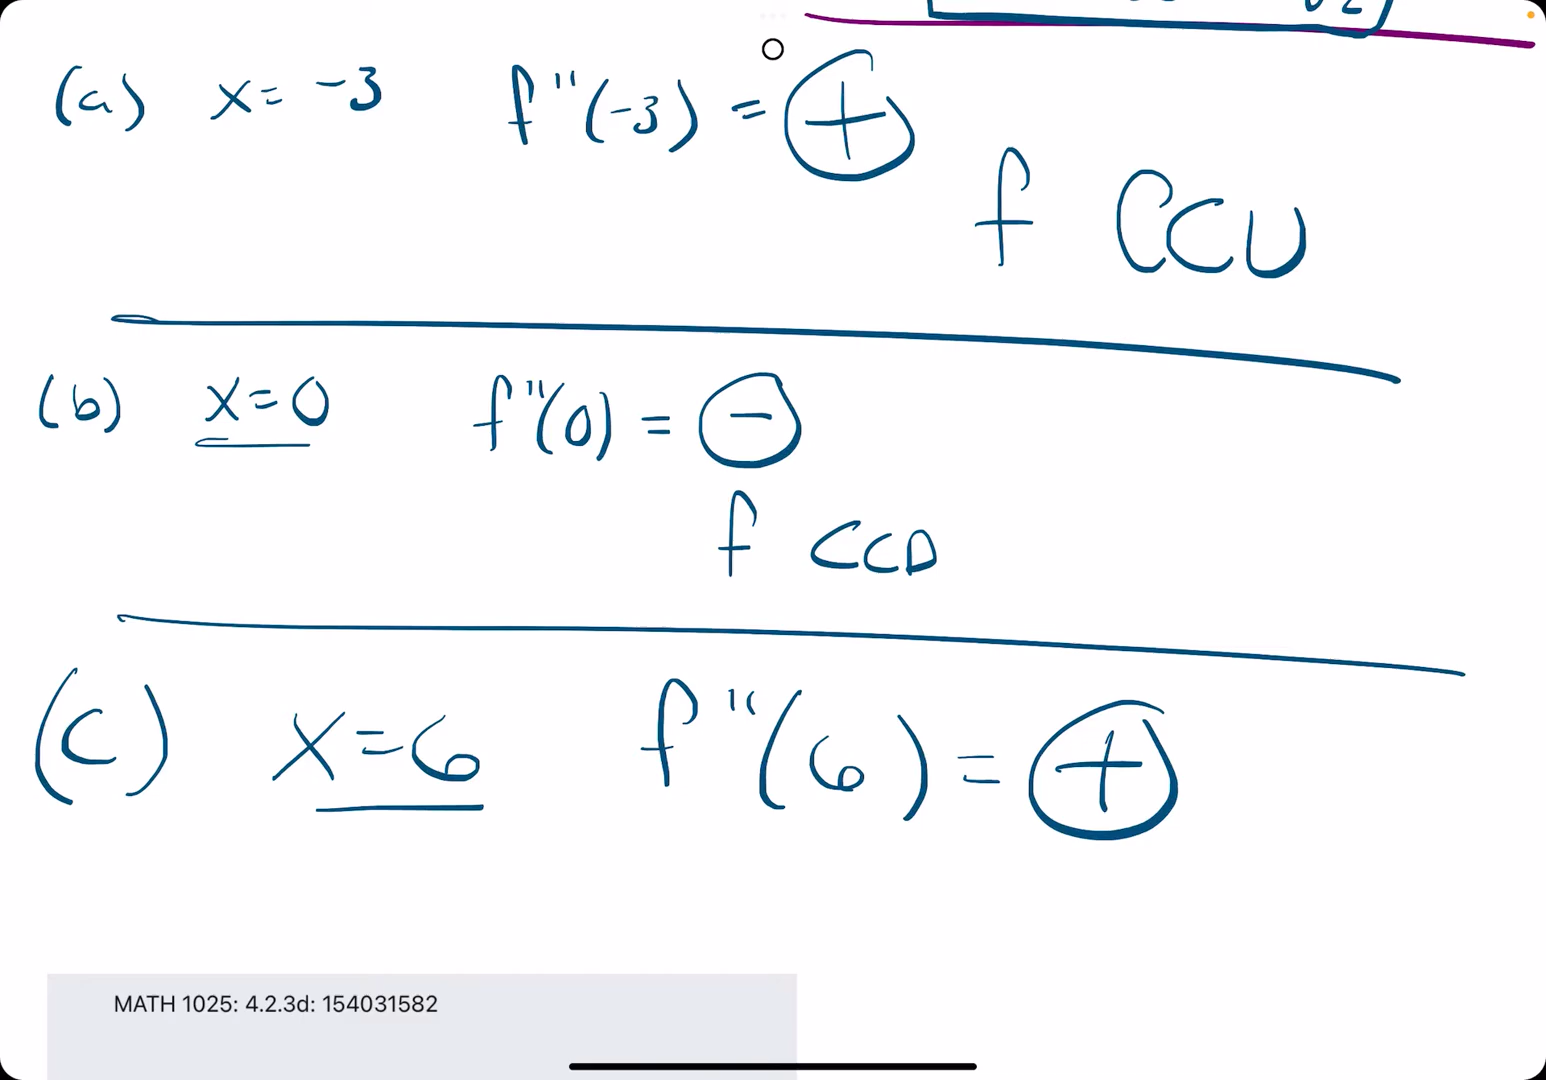 (a) x = -3 f''(-3) = +
f CCU
(b) x=0 f''(0) = -
f CCD
(c) x=6 f''(6) = +
MATH 1025: 4.2.3d: 154031582